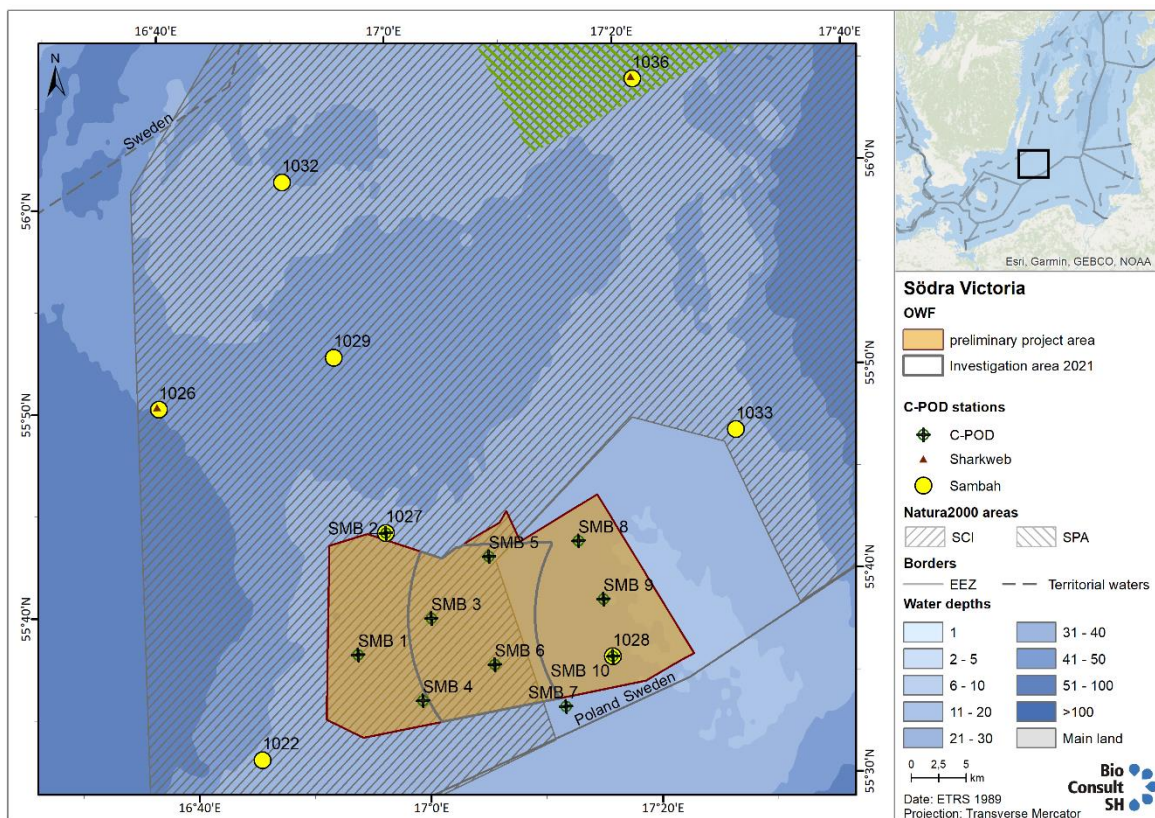 16°40'E
17°0'E
17°20'E
17°40'E
N
Sweden
1036
1032
56°0'N
56°0'N
1029
55°50'N
1026
55°50'N
1033
SMB 2
1027
SMB 5
SMB 8
55°40'N
SMB 9
SMB 3
55°40'N
SMB 1
SMB 6
1028
SMB 10
SMB 4
SMB 7
Poland
Sweden
1022
55°30'N
16°40'E
17°0'E
17°20'E
Esri, Garmin, GEBCO, NOAA
Södra Victoria
OWF
preliminary project area
Investigation area 2021
C-POD stations
C-POD
Sharkweb
Sambah
Natura2000 areas
SCI
SPA
Borders
EEZ
Territorial waters
Water depths
1
31 - 40
2 - 5
41 - 50
6 - 10
51 - 100
11 - 20
>100
21 - 30
Main land
0 2,5 5
km
Date: ETRS 1989
Projection: Transverse Mercator
Bio
Consult
SH